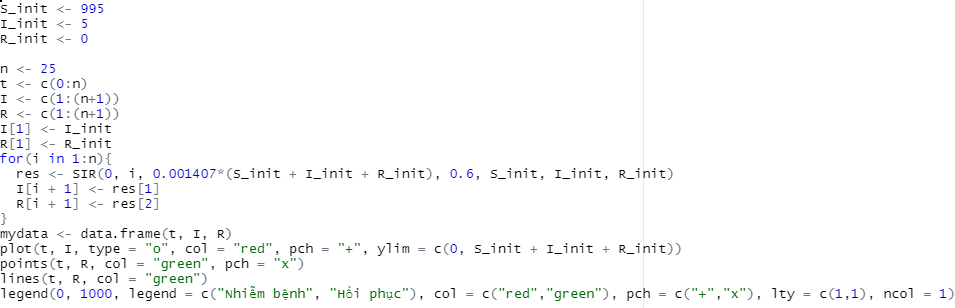 S_init <- 995
I_init <- 5
R_init <- 0
n <- 25
t <- c(0:n)
I <- c(1:(n+1))
R <- c(1:(n+1))
I[1] <- I_init
R[1] <- R_init
for(i in 1:n){
  res <- SIR(0, i, 0.001407*(S_init + I_init + R_init), 0.6, S_init, I_init, R_init)
  I[i + 1] <- res[1]
  R[i + 1] <- res[2]
}
mydata <- data.frame(t, I, R)
plot(t, I, type = "o", col = "red", pch = "+", ylim = c(0, S_init + I_init + R_init))
points(t, R, col = "green", pch = "x")
lines(t, R, col = "green")
legend(0, 1000, legend = c("Nhiễm bệnh", "Hồi phục"), col = c("red","green"), pch = c("+","x"), lty = c(1,1), ncol = 1)